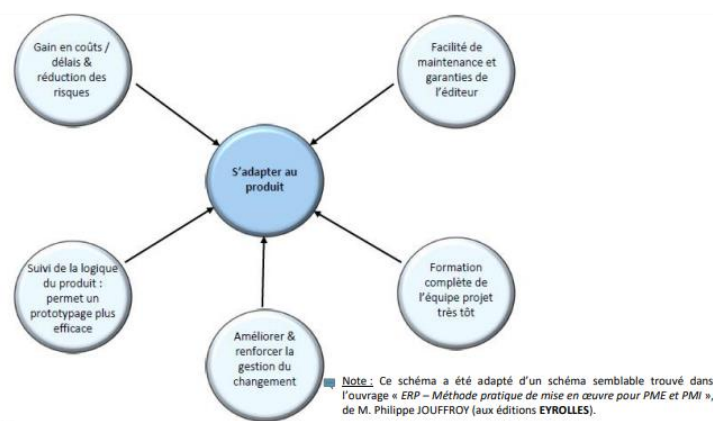 Gain en coûts /
délais &
réduction des
risques
Facilité de
maintenance et
garanties de
l'éditeur
S'adapter au
produit
Suivi de la logique
du produit :
permet un
prototypage plus
efficace
Formation
complète de
l'équipe projet
très tôt
Améliorer &
renforcer la
gestion du
changement
Note : Ce schéma a été adapté d'un schéma semblable trouvé dans
l'ouvrage « ERP – Méthode pratique de mise en œuvre pour PME et PMI »,
de M. Philippe JOUFFROY (aux éditions EYROLLES).